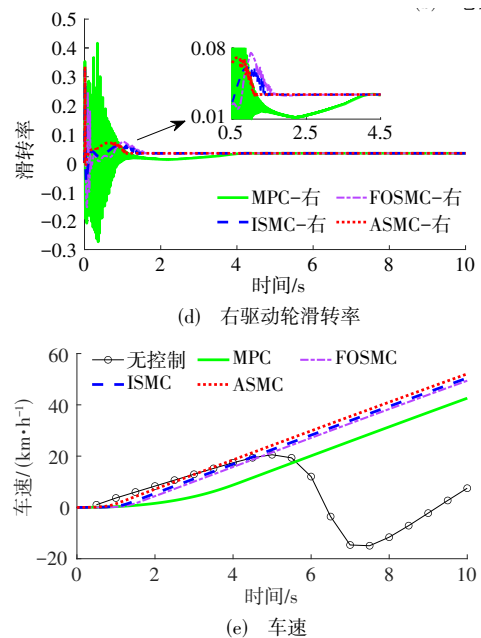 0.5
0.4
0.3
0.2
0.1
0
−0.1
−0.2
−0.3
滑转率
0.08
0.01
0.5 2.5 4.5
MPC−右 FOSMC−右
ISMC−右 ASMC−右
0 2 4 6 8 10
时间/s
(d) 右驱动轮滑转率
60
40
20
0
−20
车速/(km·h⁻¹)
无控制 MPC FOSMC
ISMC ASMC
0 2 4 6 8 10
时间/s
(e) 车速